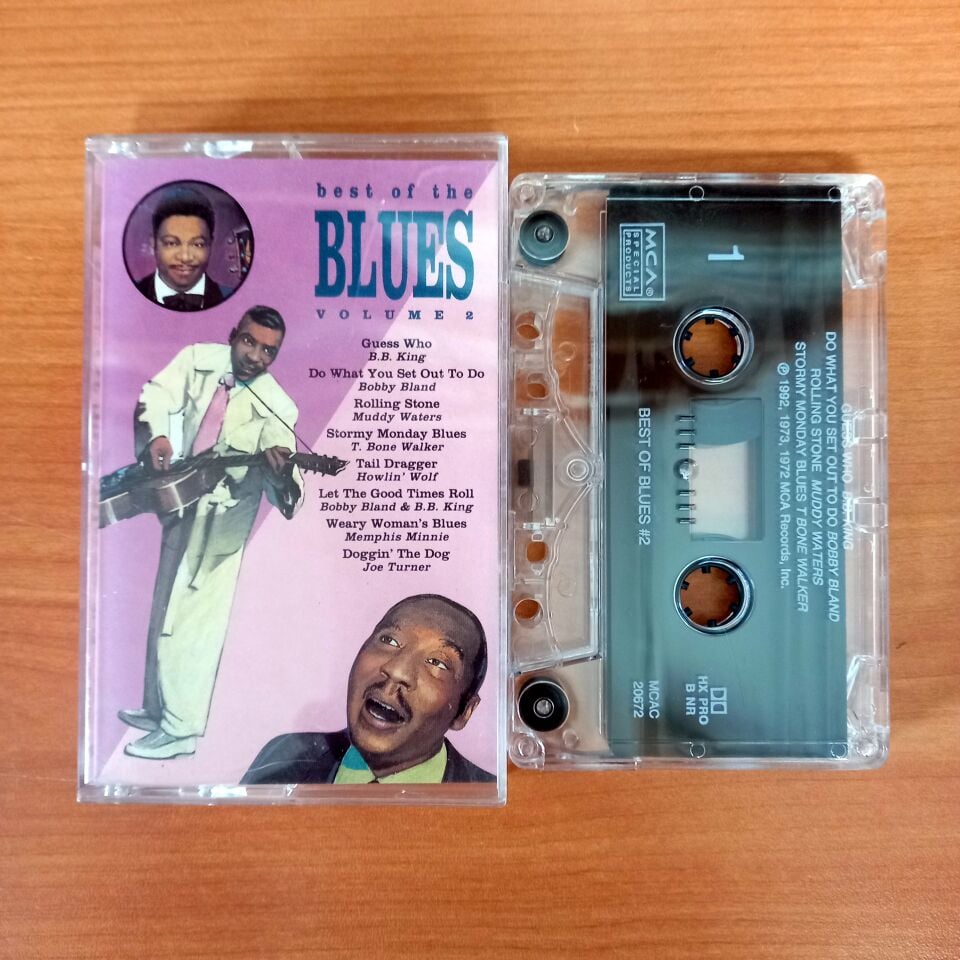 best of the
BLUES
VOLUME 2
Guess Who
B.B. King
Do What You Set Out To Do
Bobby Bland
Rolling Stone
Muddy Waters
Stormy Monday Blues
T. Bone Walker
Tail Dragger
Howlin' Wolf
Let The Good Times Roll
Bobby Bland & B.B. King
Weary Woman's Blues
Memphis Minnie
Doggin' The Dog
Joe Turner
MCA®
SPECIAL
PRODUCTS
1
GUESS WHO B.B. KING
DO WHAT YOU SET OUT TO DO BOBBY BLAND
ROLLING STONE MUDDY WATERS
STORMY MONDAY BLUES T BONE WALKER
℗ 1992, 1973, 1972 MCA Records, Inc.
BEST OF BLUES #2
HX PRO
B NR
MCAC
20672